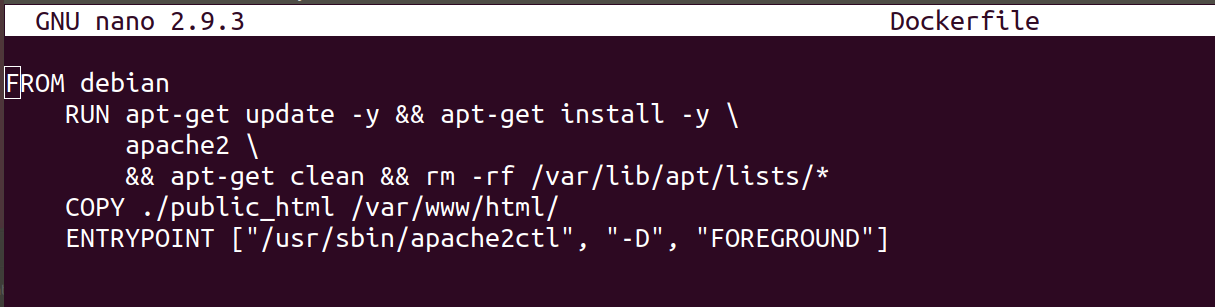 GNU nano 2.9.3 Dockerfile
FROM debian
RUN apt-get update -y && apt-get install -y \
apache2 \
&& apt-get clean && rm -rf /var/lib/apt/lists/*
COPY ./public_html /var/www/html/
ENTRYPOINT ["/usr/sbin/apache2ctl", "-D", "FOREGROUND"]